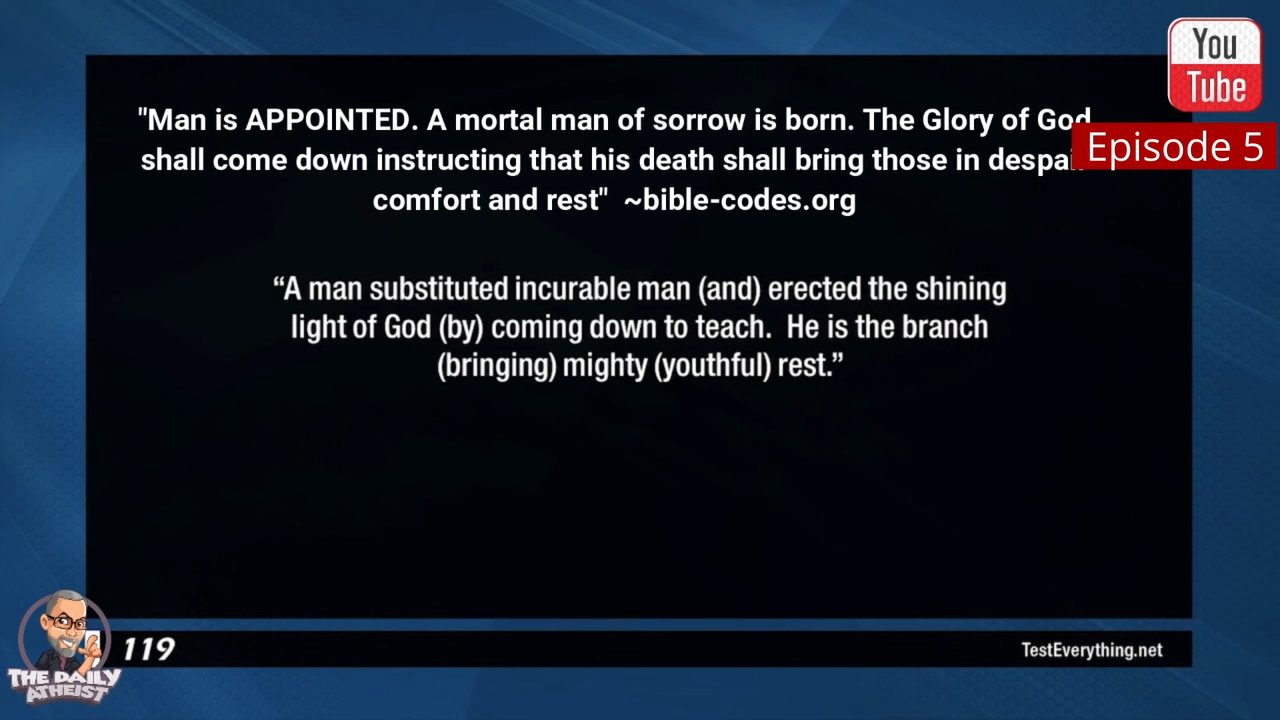 You
Tube
Episode 5
"Man is APPOINTED. A mortal man of sorrow is born. The Glory of God
shall come down instructing that his death shall bring those in despair
comfort and rest" ~bible-codes.org
“A man substituted incurable man (and) erected the shining
light of God (by) coming down to teach. He is the branch
(bringing) mighty (youthful) rest.”
119
TestEverything.net
THE DAILY
ATHEIST